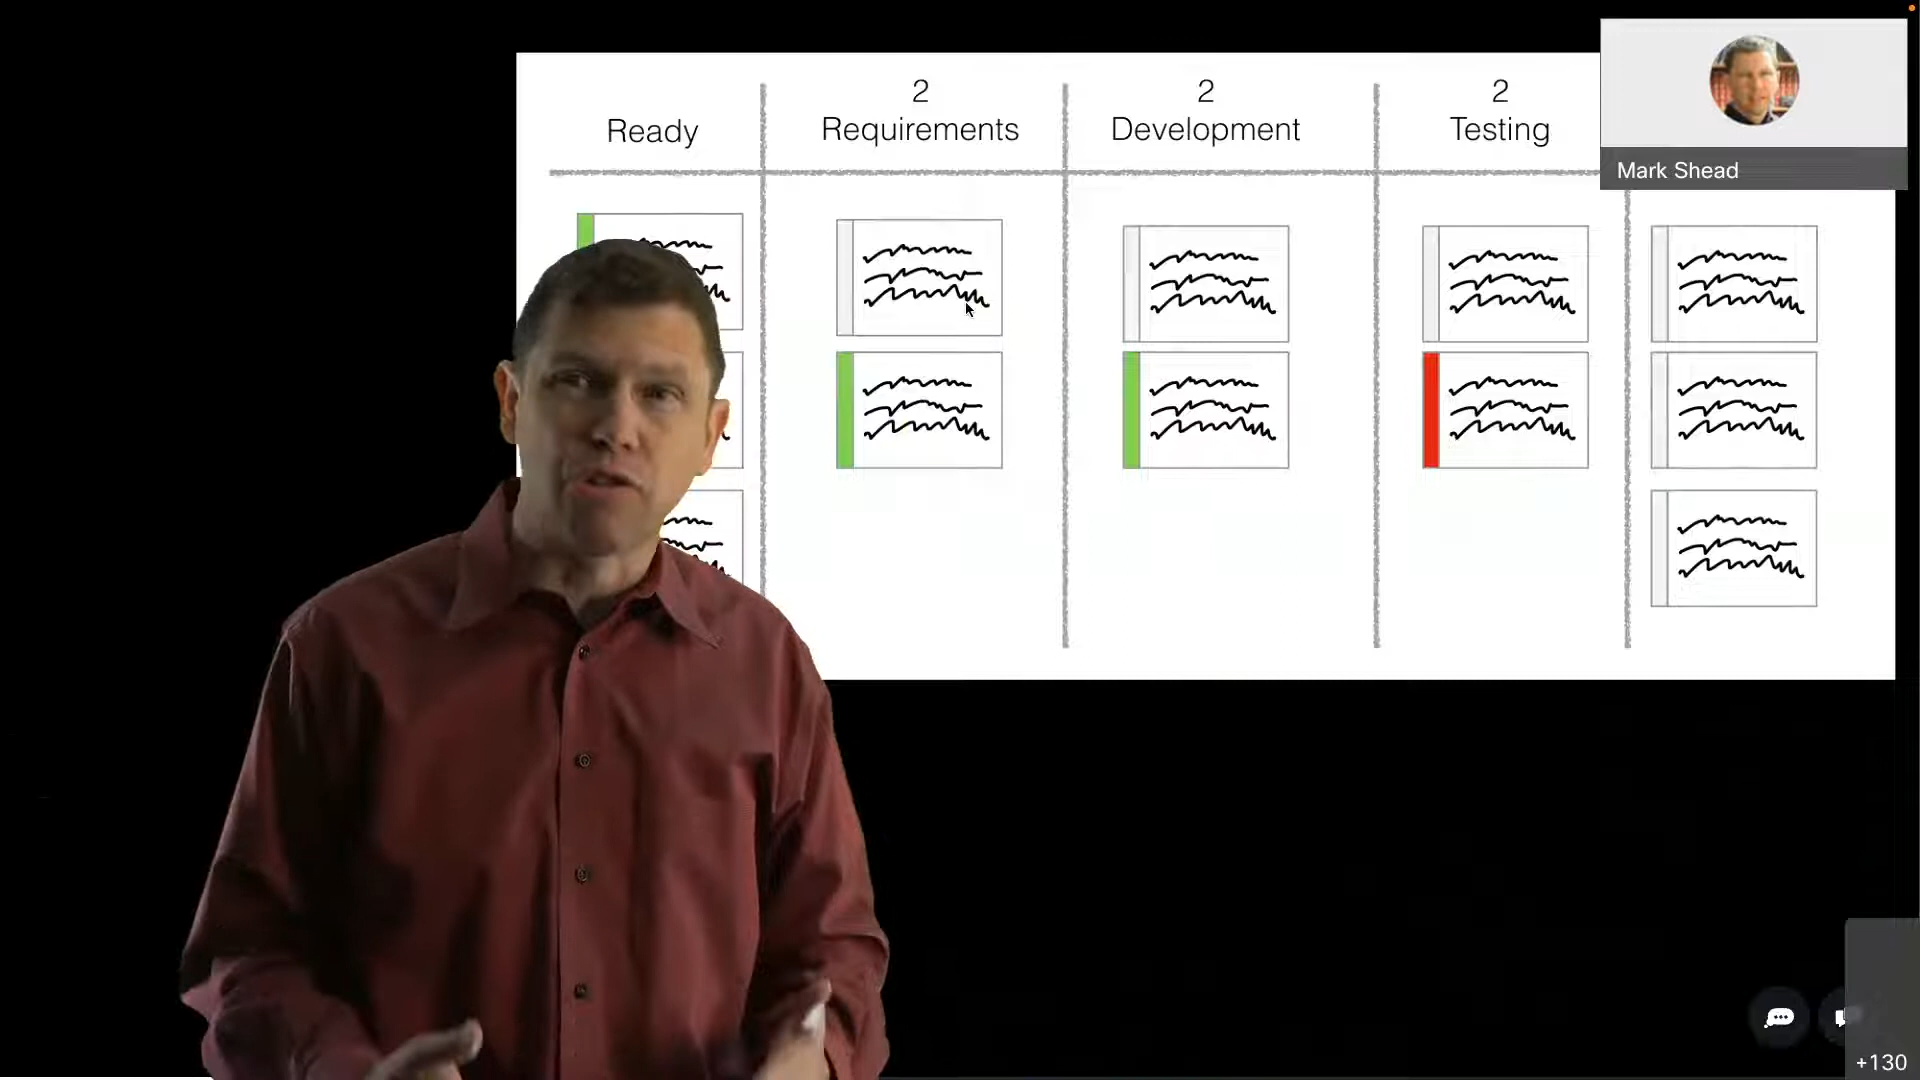 Ready
2
Requirements
2
Development
2
Testing
Mark Shead
+130